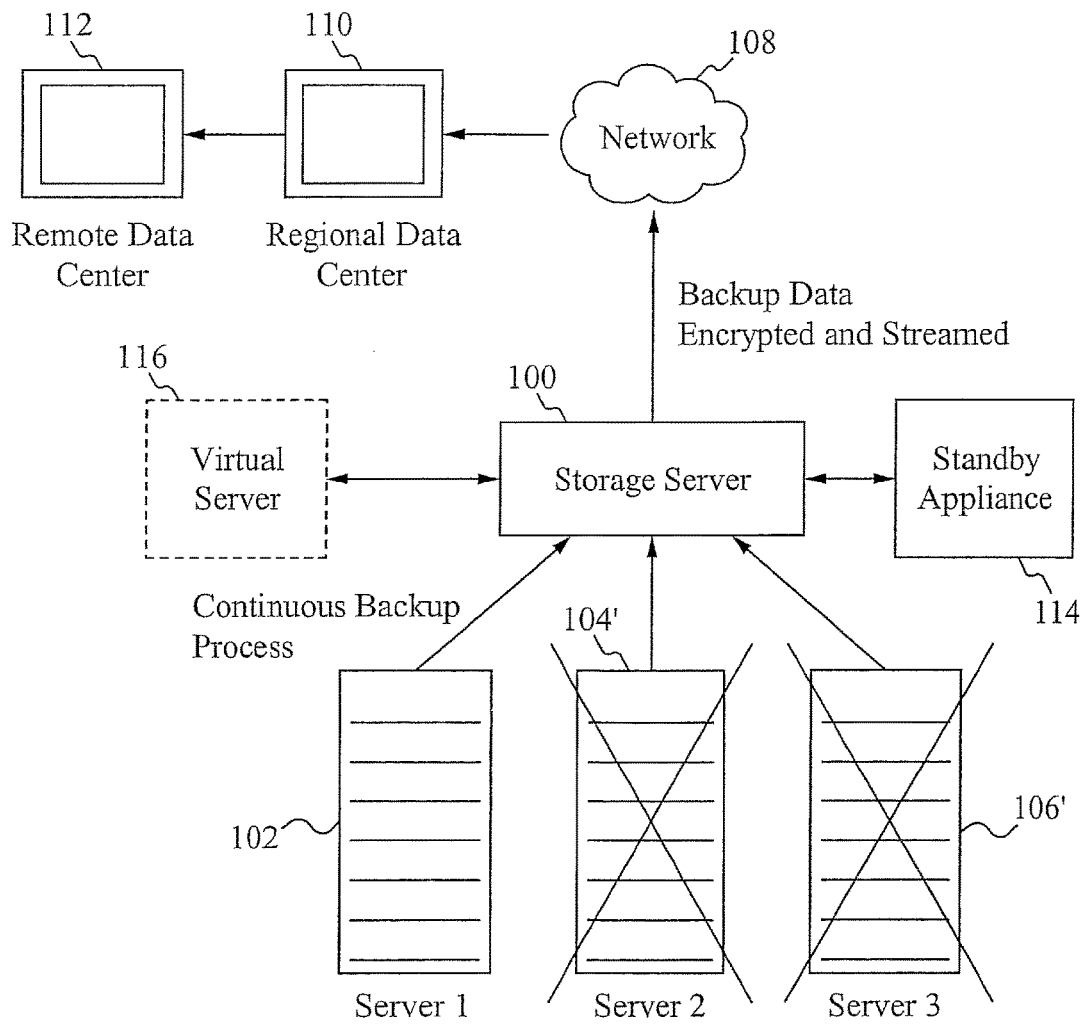 112
110
108
Network
Remote Data
Center
Regional Data
Center
Backup Data
Encrypted and Streamed
116
100
Virtual
Server
Storage Server
Standby
Appliance
Continuous Backup
Process
104'
114
102
106'
Server 1
Server 2
Server 3